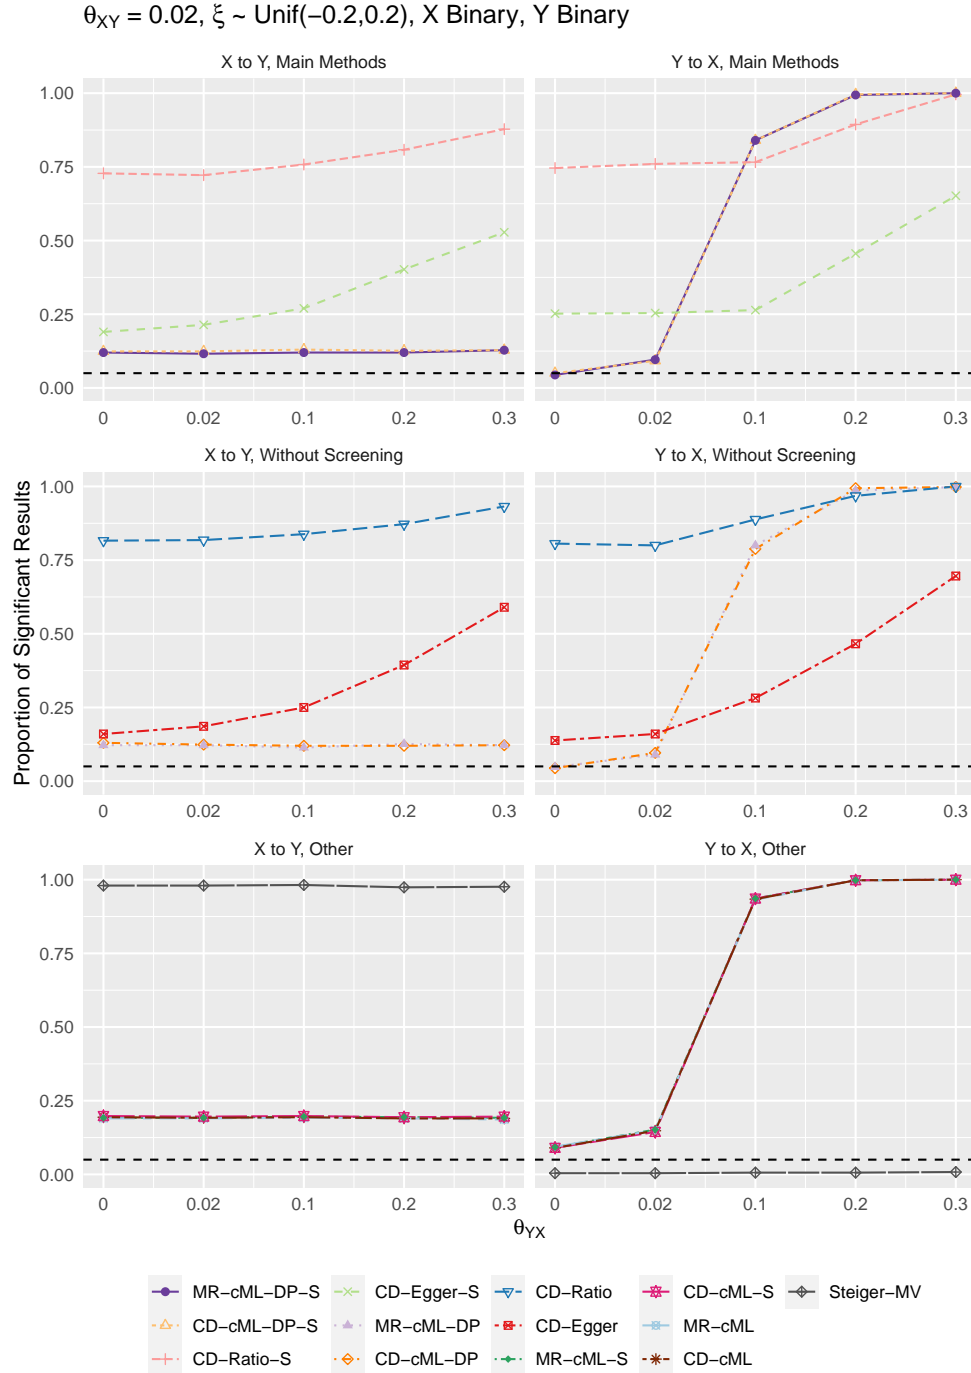 θXY = 0.02, ξ ~ Unif(−0.2,0.2), X Binary, Y Binary
X to Y, Main Methods
Y to X, Main Methods
1.00
0.75
0.50
0.25
0.00
0 0.02 0.1 0.2 0.3
0 0.02 0.1 0.2 0.3
X to Y, Without Screening
Y to X, Without Screening
Proportion of Significant Results
1.00
0.75
0.50
0.25
0.00
0 0.02 0.1 0.2 0.3
0 0.02 0.1 0.2 0.3
X to Y, Other
Y to X, Other
1.00
0.75
0.50
0.25
0.00
0 0.02 0.1 0.2 0.3
0 0.02 0.1 0.2 0.3
θYX
MR−cML−DP−S CD−Egger−S CD−Ratio CD−cML−S Steiger−MV
CD−cML−DP−S MR−cML−DP CD−Egger MR−cML
CD−Ratio−S CD−cML−DP MR−cML−S CD−cML